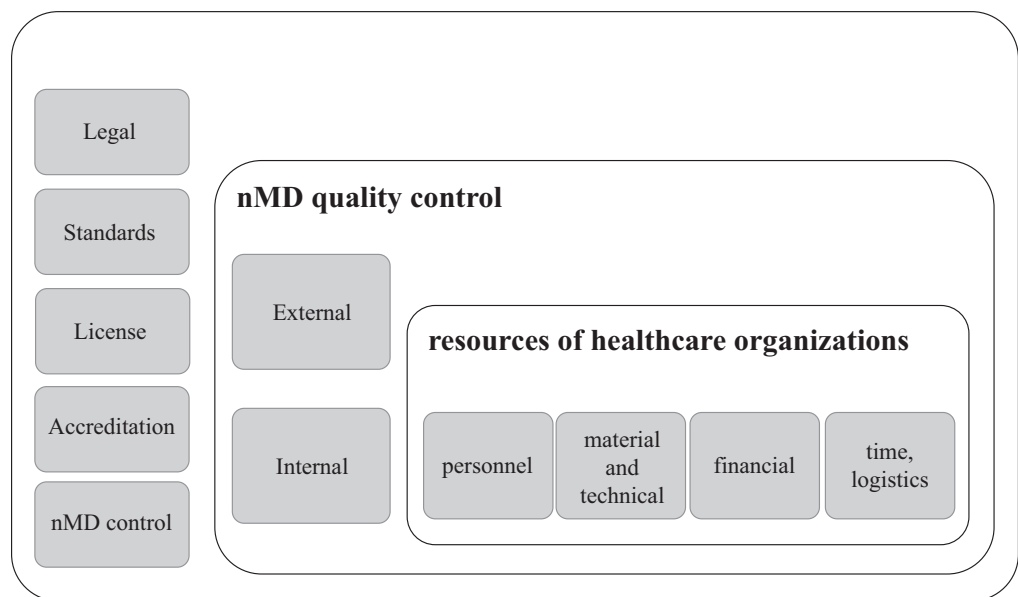 Legal
Standards
License
Accreditation
nMD control
nMD quality control
External
Internal
resources of healthcare organizations
personnel
material
and
technical
financial
time,
logistics